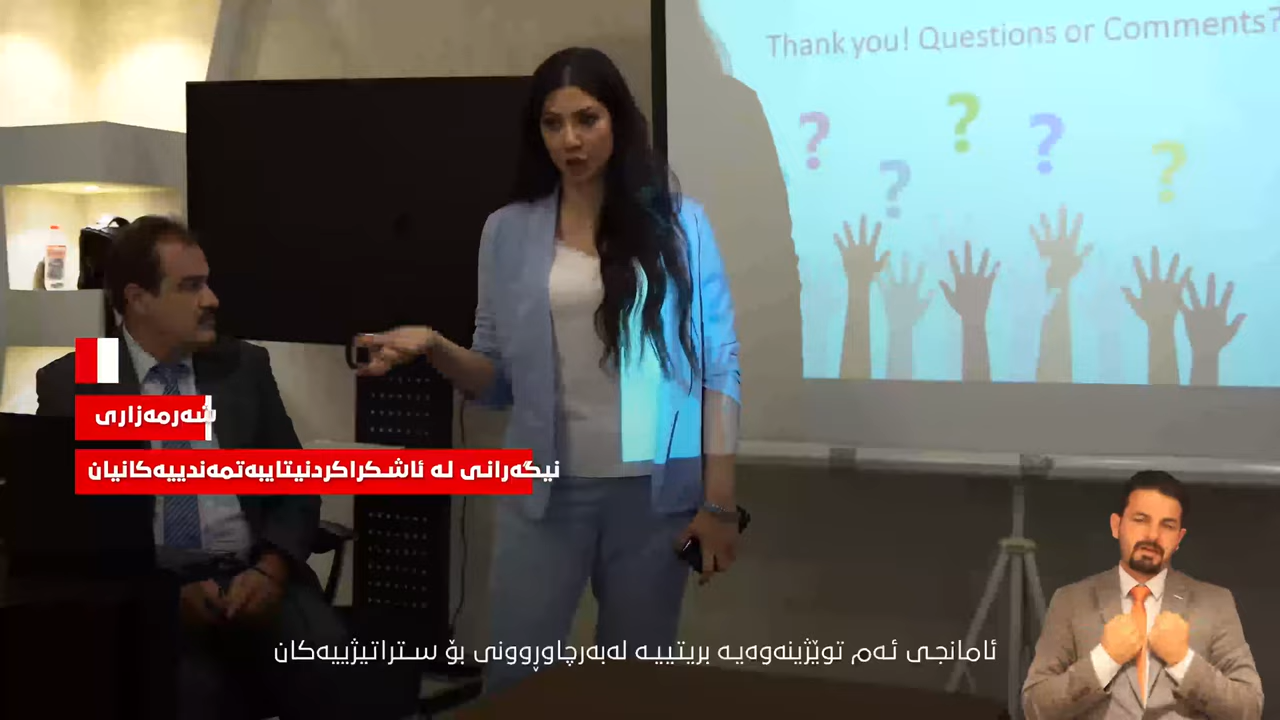 Thank you! Questions or Comments?
شەرمەزاری
نیگەرانی لە ئاشکراکردنیتایبەتمەندییەکانیان
ئامانجی ئەم توێژینەوەیە بریتییە لەبەرچاوڕوونی بۆ ستراتیژییەکان